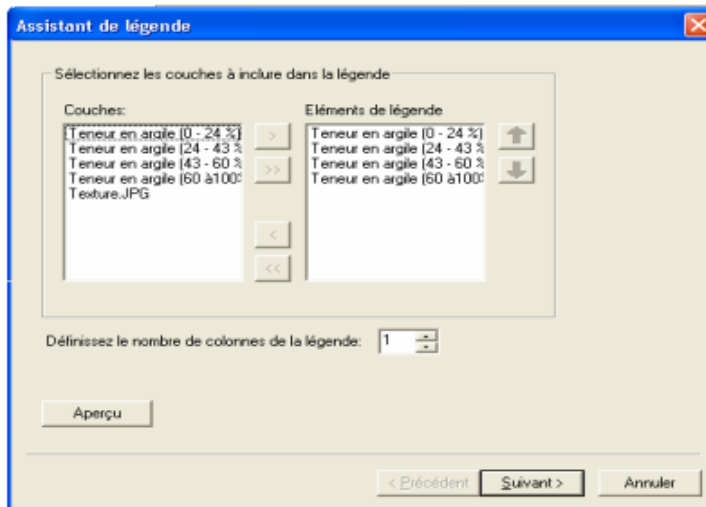 Assistant de légende
Sélectionnez les couches à inclure dans la légende
Couches:
Teneur en argile (0 - 24 %)
Teneur en argile (24 - 43 %
Teneur en argile (43 - 60 %
Teneur en argile (60 à100%
Texture.JPG
>
>>
<
<<
Eléments de légende
Teneur en argile (0 - 24 %)
Teneur en argile (24 - 43 %
Teneur en argile (43 - 60 %
Teneur en argile (60 à100%
Définissez le nombre de colonnes de la légende: 1
Aperçu
< Précédent Suivant > Annuler